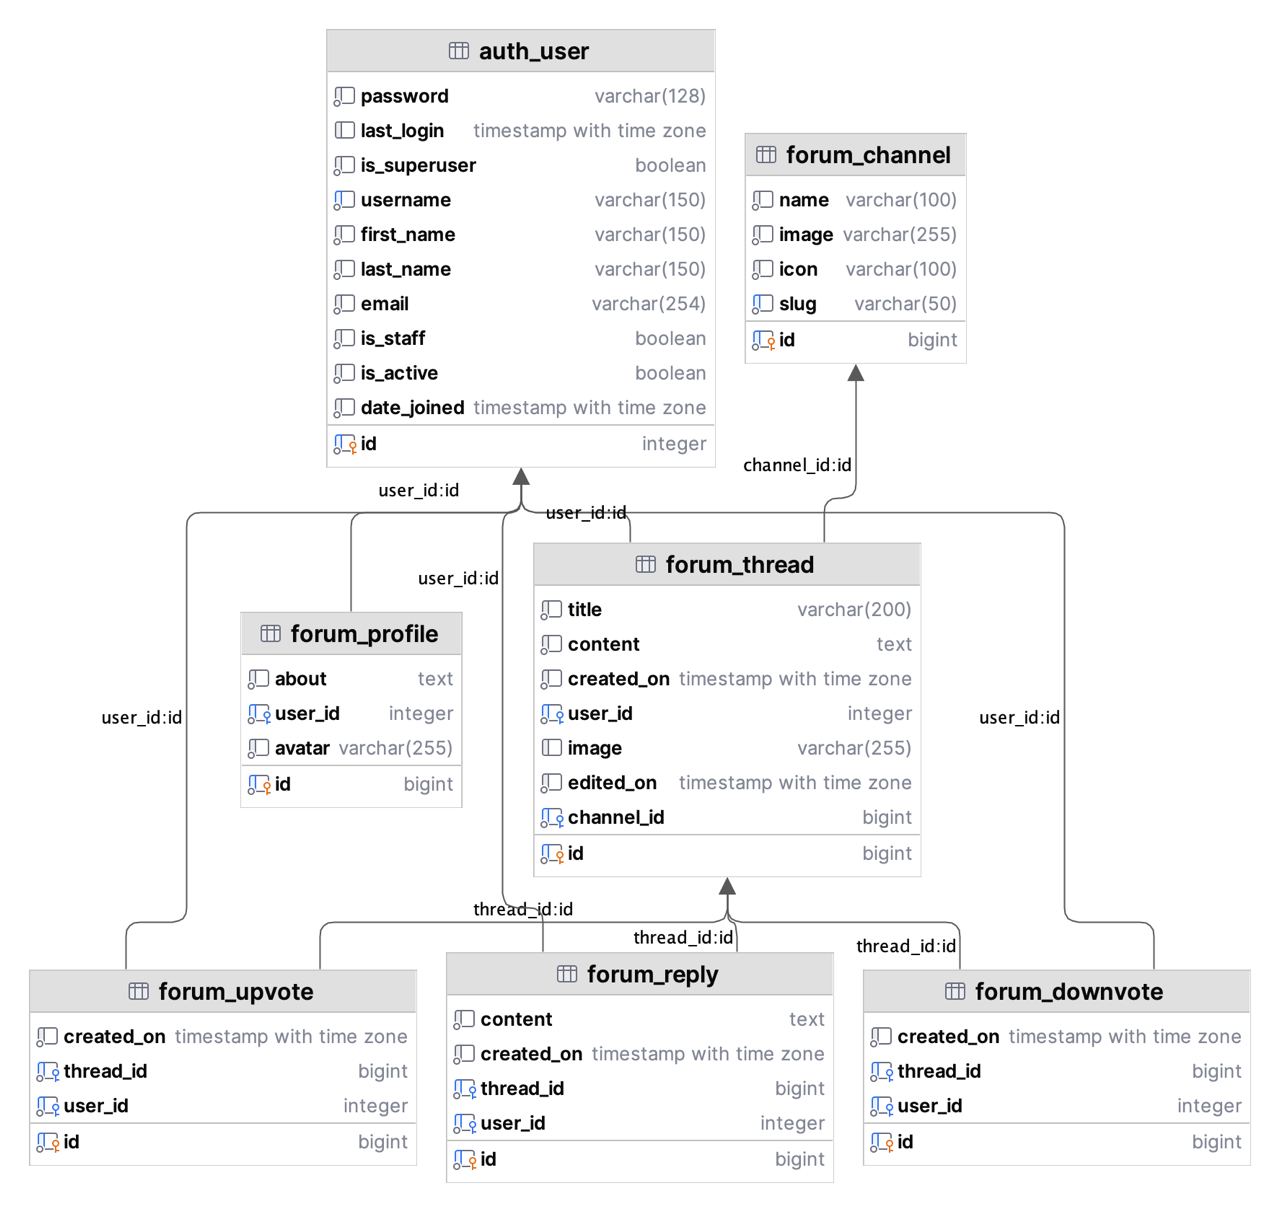 auth_user
password varchar(128)
last_login timestamp with time zone
is_superuser boolean
username varchar(150)
first_name varchar(150)
last_name varchar(150)
email varchar(254)
is_staff boolean
is_active boolean
date_joined timestamp with time zone
id integer
forum_channel
name varchar(100)
image varchar(255)
icon varchar(100)
slug varchar(50)
id bigint
channel_id:id
user_id:id
user_id:id
user_id:id
user_id:id
user_id:id
forum_profile
about text
user_id integer
avatar varchar(255)
id bigint
forum_thread
title varchar(200)
content text
created_on timestamp with time zone
user_id integer
image varchar(255)
edited_on timestamp with time zone
channel_id bigint
id bigint
thread_id:id
thread_id:id
thread_id:id
forum_upvote
created_on timestamp with time zone
thread_id bigint
user_id integer
id bigint
forum_reply
content text
created_on timestamp with time zone
thread_id bigint
user_id integer
id bigint
forum_downvote
created_on timestamp with time zone
thread_id bigint
user_id integer
id bigint